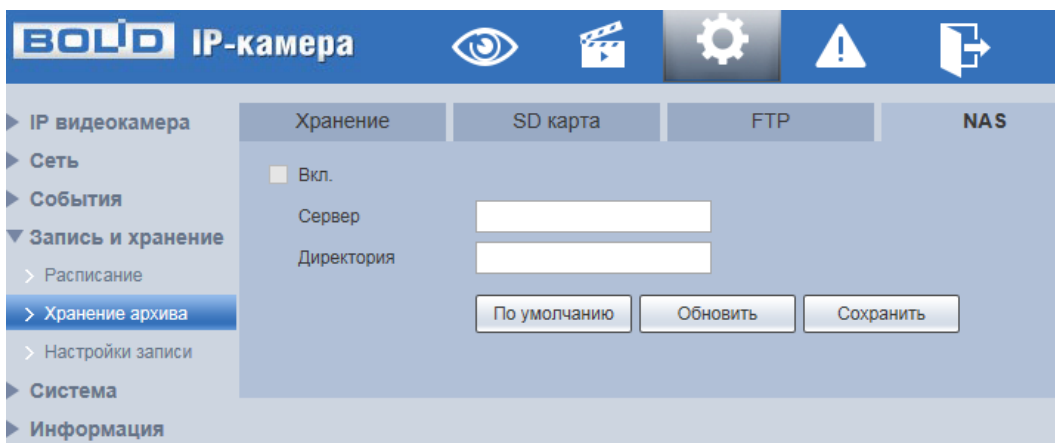 BOLID IP-камера
IP видеокамера
Сеть
События
Запись и хранение
Расписание
Хранение архива
Настройки записи
Система
Информация
Хранение SD карта FTP NAS
Вкл.
Сервер
Директория
По умолчанию Обновить Сохранить